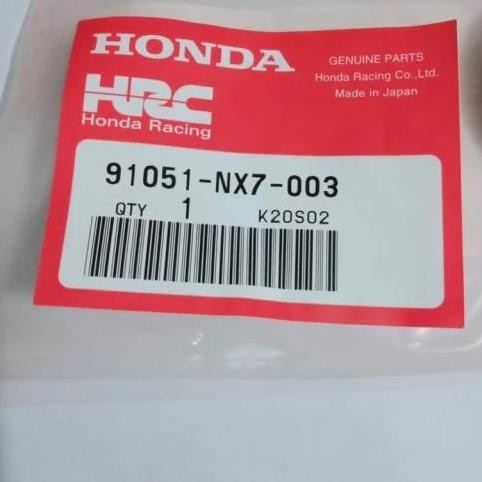 HONDA
HRC
Honda Racing
GENUINE PARTS
Honda Racing Co.,Ltd.
Made in Japan
91051-NX7-003
QTY 1 K20S02